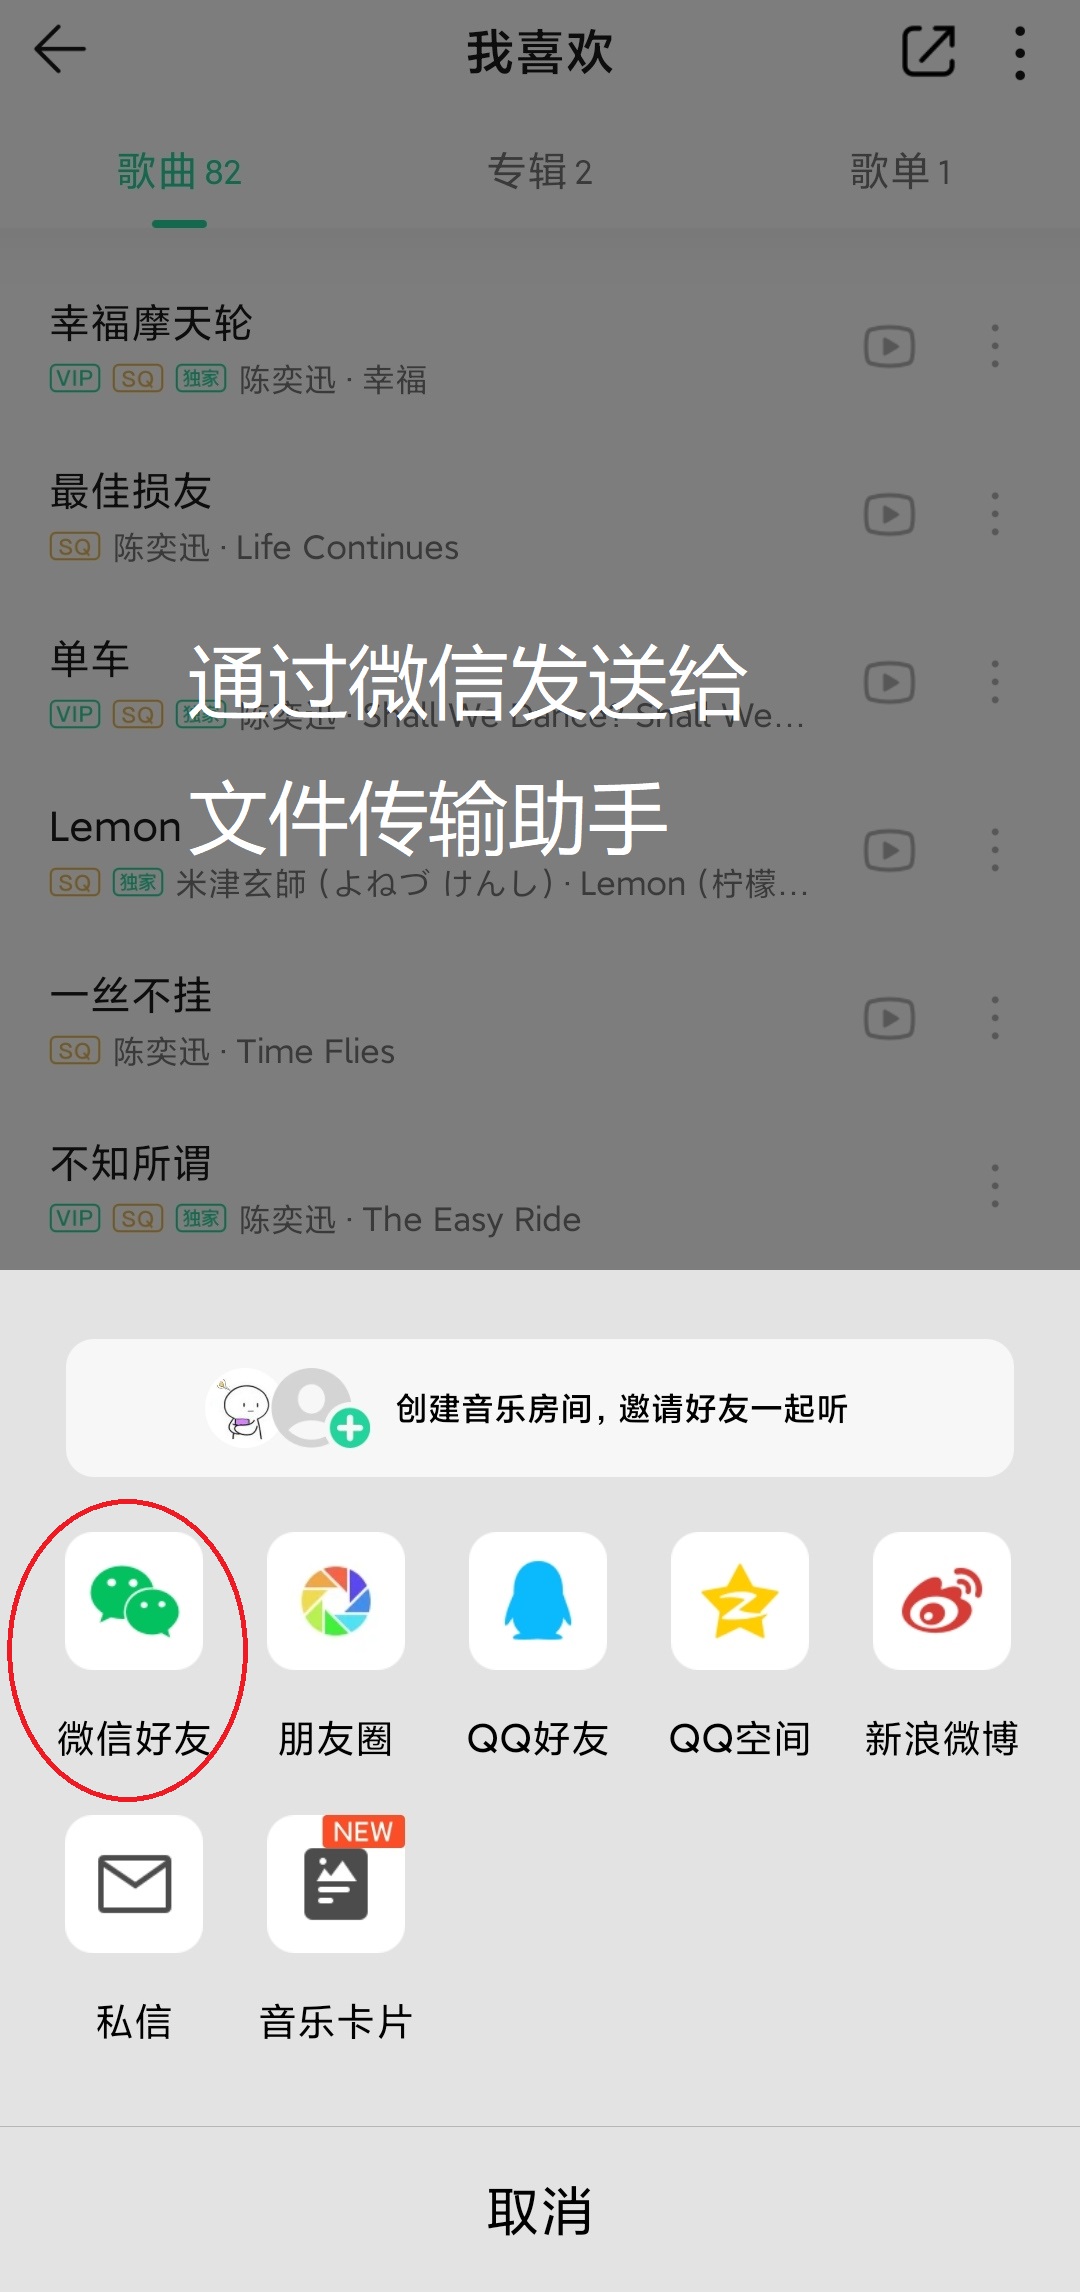 我喜欢
歌曲 82
专辑 2
歌单 1
幸福摩天轮
VIP SQ 独家 陈奕迅 · 幸福
最佳损友
SQ 陈奕迅 · Life Continues
单车
通过微信发送给
VIP SQ 独家 陈奕迅 · Shall We Dance? Shall We...
Lemon
文件传输助手
SQ 独家 米津玄師 (よねづ けんし) · Lemon (柠檬...
一丝不挂
SQ 陈奕迅 · Time Flies
不知所谓
VIP SQ 独家 陈奕迅 · The Easy Ride
创建音乐房间，邀请好友一起听
微信好友
朋友圈
QQ好友
QQ空间
新浪微博
NEW
私信
音乐卡片
取消